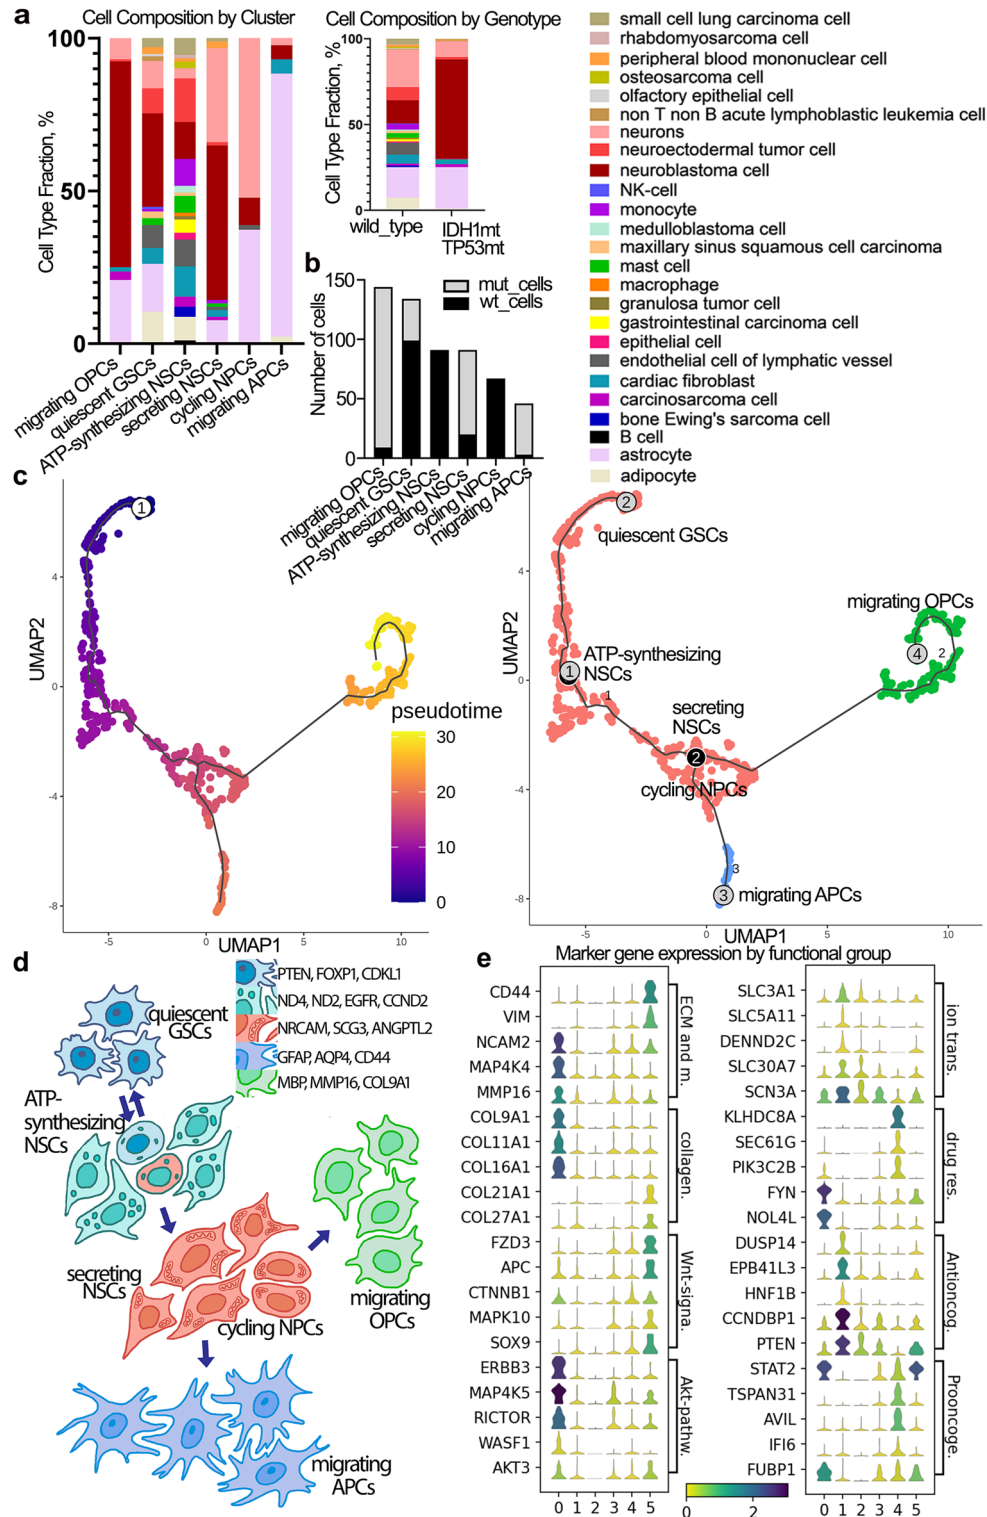 a
Cell Composition by Cluster
Cell Type Fraction, %
100
50
0
migrating OPCs
quiescent GSCs
ATP-synthesizing NSCs
secreting NSCs
cycling NPCs
migrating APCs
Cell Composition by Genotype
Cell Type Fraction, %
100
50
0
wild_type
IDH1mt
TP53mt
small cell lung carcinoma cell
rhabdomyosarcoma cell
peripheral blood mononuclear cell
osteosarcoma cell
olfactory epithelial cell
non T non B acute lymphoblastic leukemia cell
neurons
neuroectodermal tumor cell
neuroblastoma cell
NK-cell
monocyte
medulloblastoma cell
maxillary sinus squamous cell carcinoma
mast cell
macrophage
granulosa tumor cell
gastrointestinal carcinoma cell
epithelial cell
endothelial cell of lymphatic vessel
cardiac fibroblast
carcinosarcoma cell
bone Ewing's sarcoma cell
B cell
astrocyte
adipocyte
b
Number of cells
150
100
50
0
mut_cells
wt_cells
migrating OPCs
quiescent GSCs
ATP-synthesizing NSCs
secreting NSCs
cycling NPCs
migrating APCs
c
UMAP2
4
0
-4
-8
-5
0
5
10
UMAP1
1
pseudotime
30
20
10
0
UMAP2
4
0
-4
-8
-5
0
5
10
UMAP1
2
quiescent GSCs
1
ATP-synthesizing
NSCs
1
secreting
NSCs
2
cycling NPCs
3
3
migrating APCs
migrating OPCs
4
2
d
quiescent
GSCs
PTEN, FOXP1, CDKL1
ND4, ND2, EGFR, CCND2
NRCAM, SCG3, ANGPTL2
GFAP, AQP4, CD44
MBP, MMP16, COL9A1
ATP-
synthesizing
NSCs
secreting
NSCs
cycling NPCs
migrating
OPCs
migrating
APCs
e
Marker gene expression by functional group
CD44
VIM
NCAM2
MAP4K4
MMP16
ECM and m.
COL9A1
COL11A1
COL16A1
COL21A1
COL27A1
collagen.
FZD3
APC
CTNNB1
MAPK10
SOX9
Wnt-signa.
ERBB3
MAP4K5
RICTOR
WASF1
AKT3
Akt-pathw.
0 1 2 3 4 5
SLC3A1
SLC5A11
DENND2C
SLC30A7
SCN3A
ion trans.
KLHDC8A
SEC61G
PIK3C2B
FYN
NOL4L
drug res.
DUSP14
EPB41L3
HNF1B
CCNDBP1
PTEN
Antioncog.
STAT2
TSPAN31
AVIL
IFI6
FUBP1
Prooncoge.
0 1 2 3 4 5
0 2